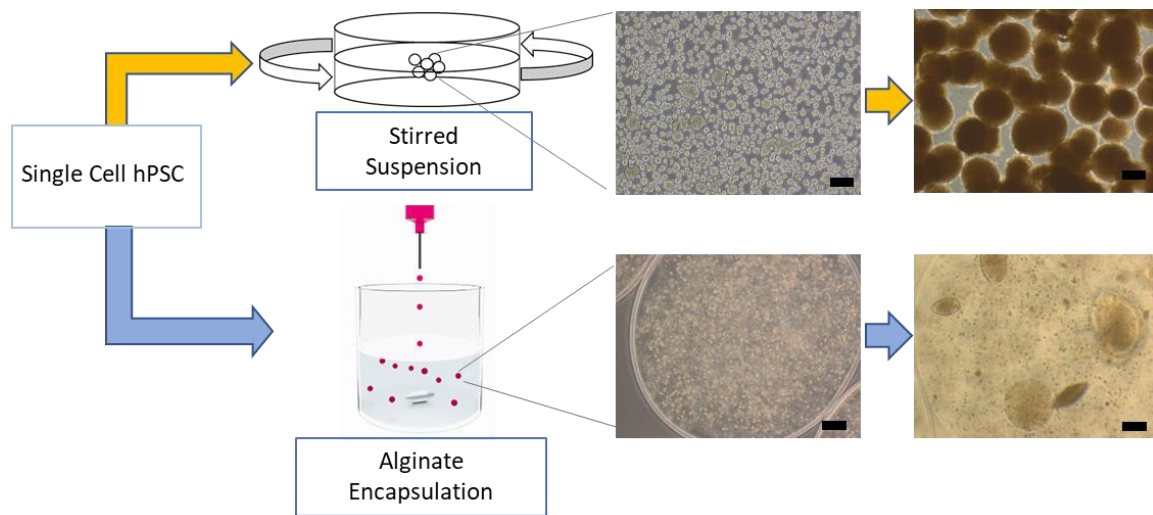 Single Cell hPSC
Stirred
Suspension
Alginate
Encapsulation